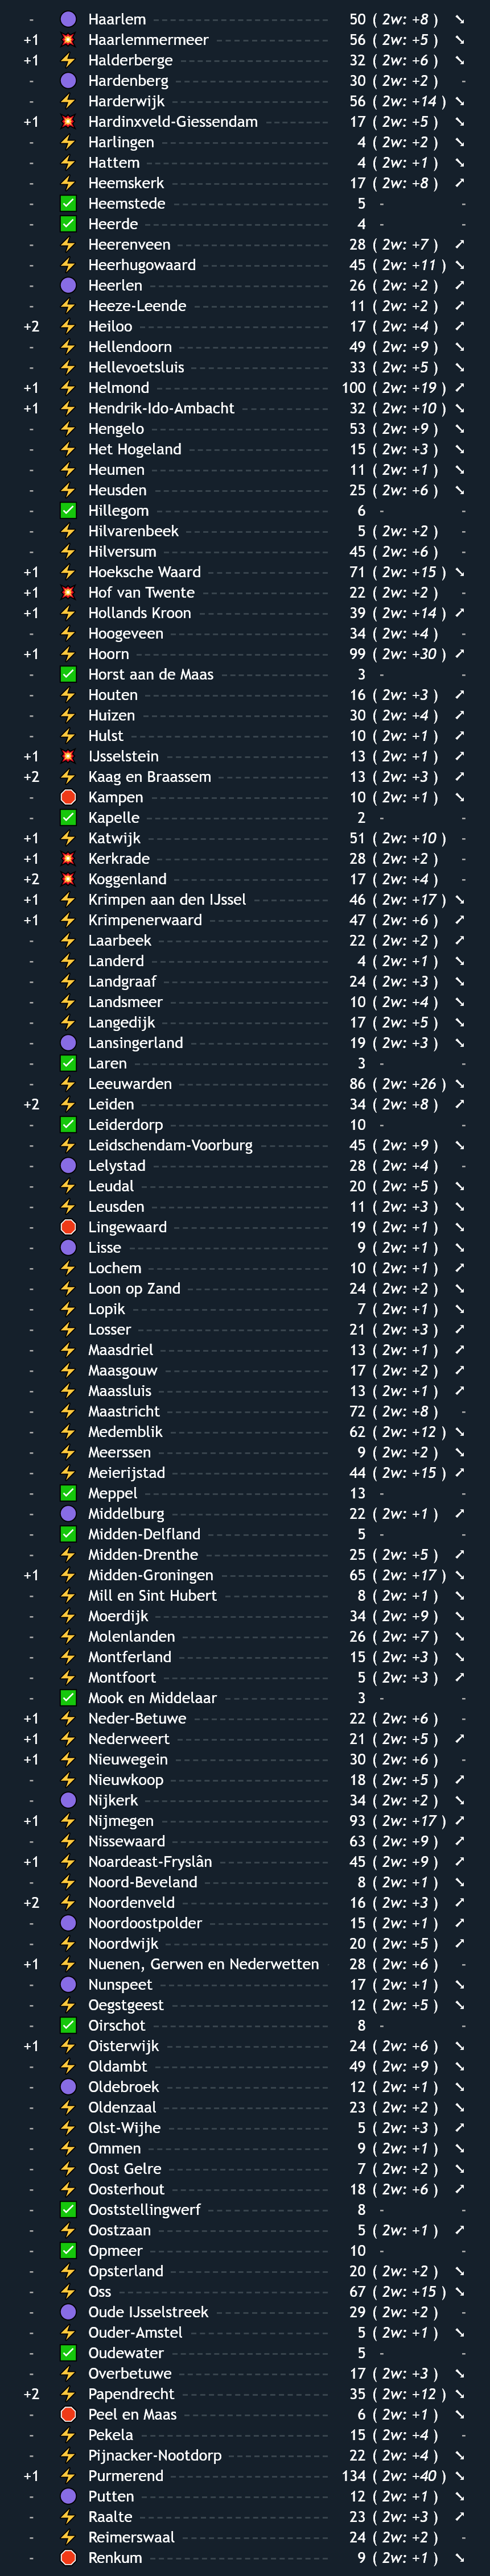 - Haarlem 50 ( 2w: +8 ) ↘
+1 Haarlemmermeer 56 ( 2w: +5 ) ↘
+1 Halderberge 32 ( 2w: +6 ) ↘
- Hardenberg 30 ( 2w: +2 ) -
- Harderwijk 56 ( 2w: +14 ) ↘
+1 Hardinxveld-Giessendam 17 ( 2w: +5 ) ↘
- Harlingen 4 ( 2w: +2 ) ↘
- Hattem 4 ( 2w: +1 ) ↘
- Heemskerk 17 ( 2w: +8 ) ↗
- Heemstede 5 - -
- Heerde 4 - -
- Heerenveen 28 ( 2w: +7 ) ↗
- Heerhugowaard 45 ( 2w: +11 ) ↘
- Heerlen 26 ( 2w: +2 ) ↗
- Heeze-Leende 11 ( 2w: +2 ) ↗
+2 Heiloo 17 ( 2w: +4 ) ↗
- Hellendoorn 49 ( 2w: +9 ) ↘
- Hellevoetsluis 33 ( 2w: +5 ) ↘
+1 Helmond 100 ( 2w: +19 ) ↗
+1 Hendrik-Ido-Ambacht 32 ( 2w: +10 ) ↘
- Hengelo 53 ( 2w: +9 ) ↘
- Het Hogeland 15 ( 2w: +3 ) ↘
- Heumen 11 ( 2w: +1 ) ↘
- Heusden 25 ( 2w: +6 ) ↘
- Hillegom 6 - -
- Hilvarenbeek 5 ( 2w: +2 ) -
- Hilversum 45 ( 2w: +6 ) -
+1 Hoeksche Waard 71 ( 2w: +15 ) ↘
+1 Hof van Twente 22 ( 2w: +2 ) -
+1 Hollands Kroon 39 ( 2w: +14 ) ↗
- Hoogeveen 34 ( 2w: +4 ) -
+1 Hoorn 99 ( 2w: +30 ) ↗
- Horst aan de Maas 3 - -
- Houten 16 ( 2w: +3 ) ↗
- Huizen 30 ( 2w: +4 ) ↗
- Hulst 10 ( 2w: +1 ) ↗
+1 IJsselstein 13 ( 2w: +1 ) ↗
+2 Kaag en Braassem 13 ( 2w: +3 ) ↗
- Kampen 10 ( 2w: +1 ) ↘
- Kapelle 2 - -
+1 Katwijk 51 ( 2w: +10 ) -
+1 Kerkrade 28 ( 2w: +2 ) -
+2 Koggenland 17 ( 2w: +4 ) -
+1 Krimpen aan den IJssel 46 ( 2w: +17 ) ↘
+1 Krimpenerwaard 47 ( 2w: +6 ) ↗
- Laarbeek 22 ( 2w: +2 ) ↗
- Landerd 4 ( 2w: +1 ) ↘
- Landgraaf 24 ( 2w: +3 ) ↘
- Landsmeer 10 ( 2w: +4 ) ↘
- Langedijk 17 ( 2w: +5 ) ↘
- Lansingerland 19 ( 2w: +3 ) ↘
- Laren 3 - -
- Leeuwarden 86 ( 2w: +26 ) ↘
+2 Leiden 34 ( 2w: +8 ) ↗
- Leiderdorp 10 - -
- Leidschendam-Voorburg 45 ( 2w: +9 ) ↘
- Lelystad 28 ( 2w: +4 ) -
- Leudal 20 ( 2w: +5 ) ↘
- Leusden 11 ( 2w: +3 ) ↘
- Lingewaard 19 ( 2w: +1 ) ↘
- Lisse 9 ( 2w: +1 ) ↘
- Lochem 10 ( 2w: +1 ) ↗
- Loon op Zand 24 ( 2w: +2 ) ↘
- Lopik 7 ( 2w: +1 ) ↘
- Losser 21 ( 2w: +3 ) ↗
- Maasdriel 13 ( 2w: +1 ) ↗
- Maasgouw 17 ( 2w: +2 ) ↗
- Maassluis 13 ( 2w: +1 ) ↗
- Maastricht 72 ( 2w: +8 ) -
- Medemblik 62 ( 2w: +12 ) ↘
- Meerssen 9 ( 2w: +2 ) ↘
- Meierijstad 44 ( 2w: +15 ) ↗
- Meppel 13 - -
- Middelburg 22 ( 2w: +1 ) ↗
- Midden-Delfland 5 - -
- Midden-Drenthe 25 ( 2w: +5 ) ↗
+1 Midden-Groningen 65 ( 2w: +17 ) ↘
- Mill en Sint Hubert 8 ( 2w: +1 ) ↘
- Moerdijk 34 ( 2w: +9 ) ↘
- Molenlanden 26 ( 2w: +7 ) ↘
- Montferland 15 ( 2w: +3 ) ↘
- Montfoort 5 ( 2w: +3 ) ↗
- Mook en Middelaar 3 - -
+1 Neder-Betuwe 22 ( 2w: +6 ) -
+1 Nederweert 21 ( 2w: +5 ) ↗
+1 Nieuwegein 30 ( 2w: +6 ) -
- Nieuwkoop 18 ( 2w: +5 ) ↗
- Nijkerk 34 ( 2w: +2 ) ↘
+1 Nijmegen 93 ( 2w: +17 ) ↗
- Nissewaard 63 ( 2w: +9 ) ↗
+1 Noardeast-Fryslân 45 ( 2w: +9 ) ↗
- Noord-Beveland 8 ( 2w: +1 ) ↘
+2 Noordenveld 16 ( 2w: +3 ) ↗
- Noordoostpolder 15 ( 2w: +1 ) ↗
- Noordwijk 20 ( 2w: +5 ) ↗
+1 Nuenen, Gerwen en Nederwetten 28 ( 2w: +6 ) -
- Nunspeet 17 ( 2w: +1 ) ↘
- Oegstgeest 12 ( 2w: +5 ) ↘
- Oirschot 8 - -
+1 Oisterwijk 24 ( 2w: +6 ) ↘
- Oldambt 49 ( 2w: +9 ) ↘
- Oldebroek 12 ( 2w: +1 ) ↘
- Oldenzaal 23 ( 2w: +2 ) ↘
- Olst-Wijhe 5 ( 2w: +3 ) ↗
- Ommen 9 ( 2w: +1 ) ↘
- Oost Gelre 7 ( 2w: +2 ) ↘
- Oosterhout 18 ( 2w: +6 ) ↗
- Ooststellingwerf 8 - -
- Oostzaan 5 ( 2w: +1 ) ↗
- Opmeer 10 - -
- Opsterland 20 ( 2w: +2 ) ↘
- Oss 67 ( 2w: +15 ) ↘
- Oude IJsselstreek 29 ( 2w: +2 ) -
- Ouder-Amstel 5 ( 2w: +1 ) ↘
- Oudewater 5 - -
- Overbetuwe 17 ( 2w: +3 ) ↘
+2 Papendrecht 35 ( 2w: +12 ) ↘
- Peel en Maas 6 ( 2w: +1 ) ↘
- Pekela 15 ( 2w: +4 ) -
- Pijnacker-Nootdorp 22 ( 2w: +4 ) ↘
+1 Purmerend 134 ( 2w: +40 ) ↘
- Putten 12 ( 2w: +1 ) ↘
- Raalte 23 ( 2w: +3 ) ↗
- Reimerswaal 24 ( 2w: +2 ) -
- Renkum 9 ( 2w: +1 ) ↘